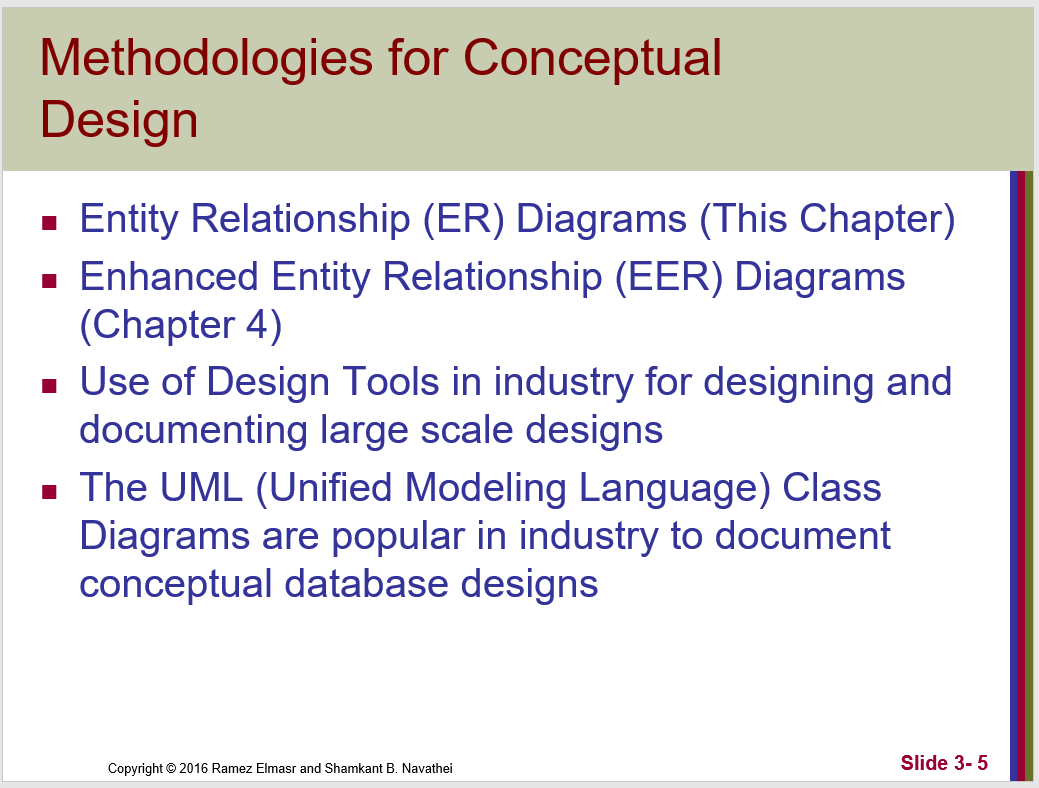 Methodologies for Conceptual
Design
Entity Relationship (ER) Diagrams (This Chapter)
Enhanced Entity Relationship (EER) Diagrams
(Chapter 4)
Use of Design Tools in industry for designing and
documenting large scale designs
The UML (Unified Modeling Language) Class
Diagrams are popular in industry to document
conceptual database designs
Copyright © 2016 Ramez Elmasr and Shamkant B. Navathei
Slide 3- 5